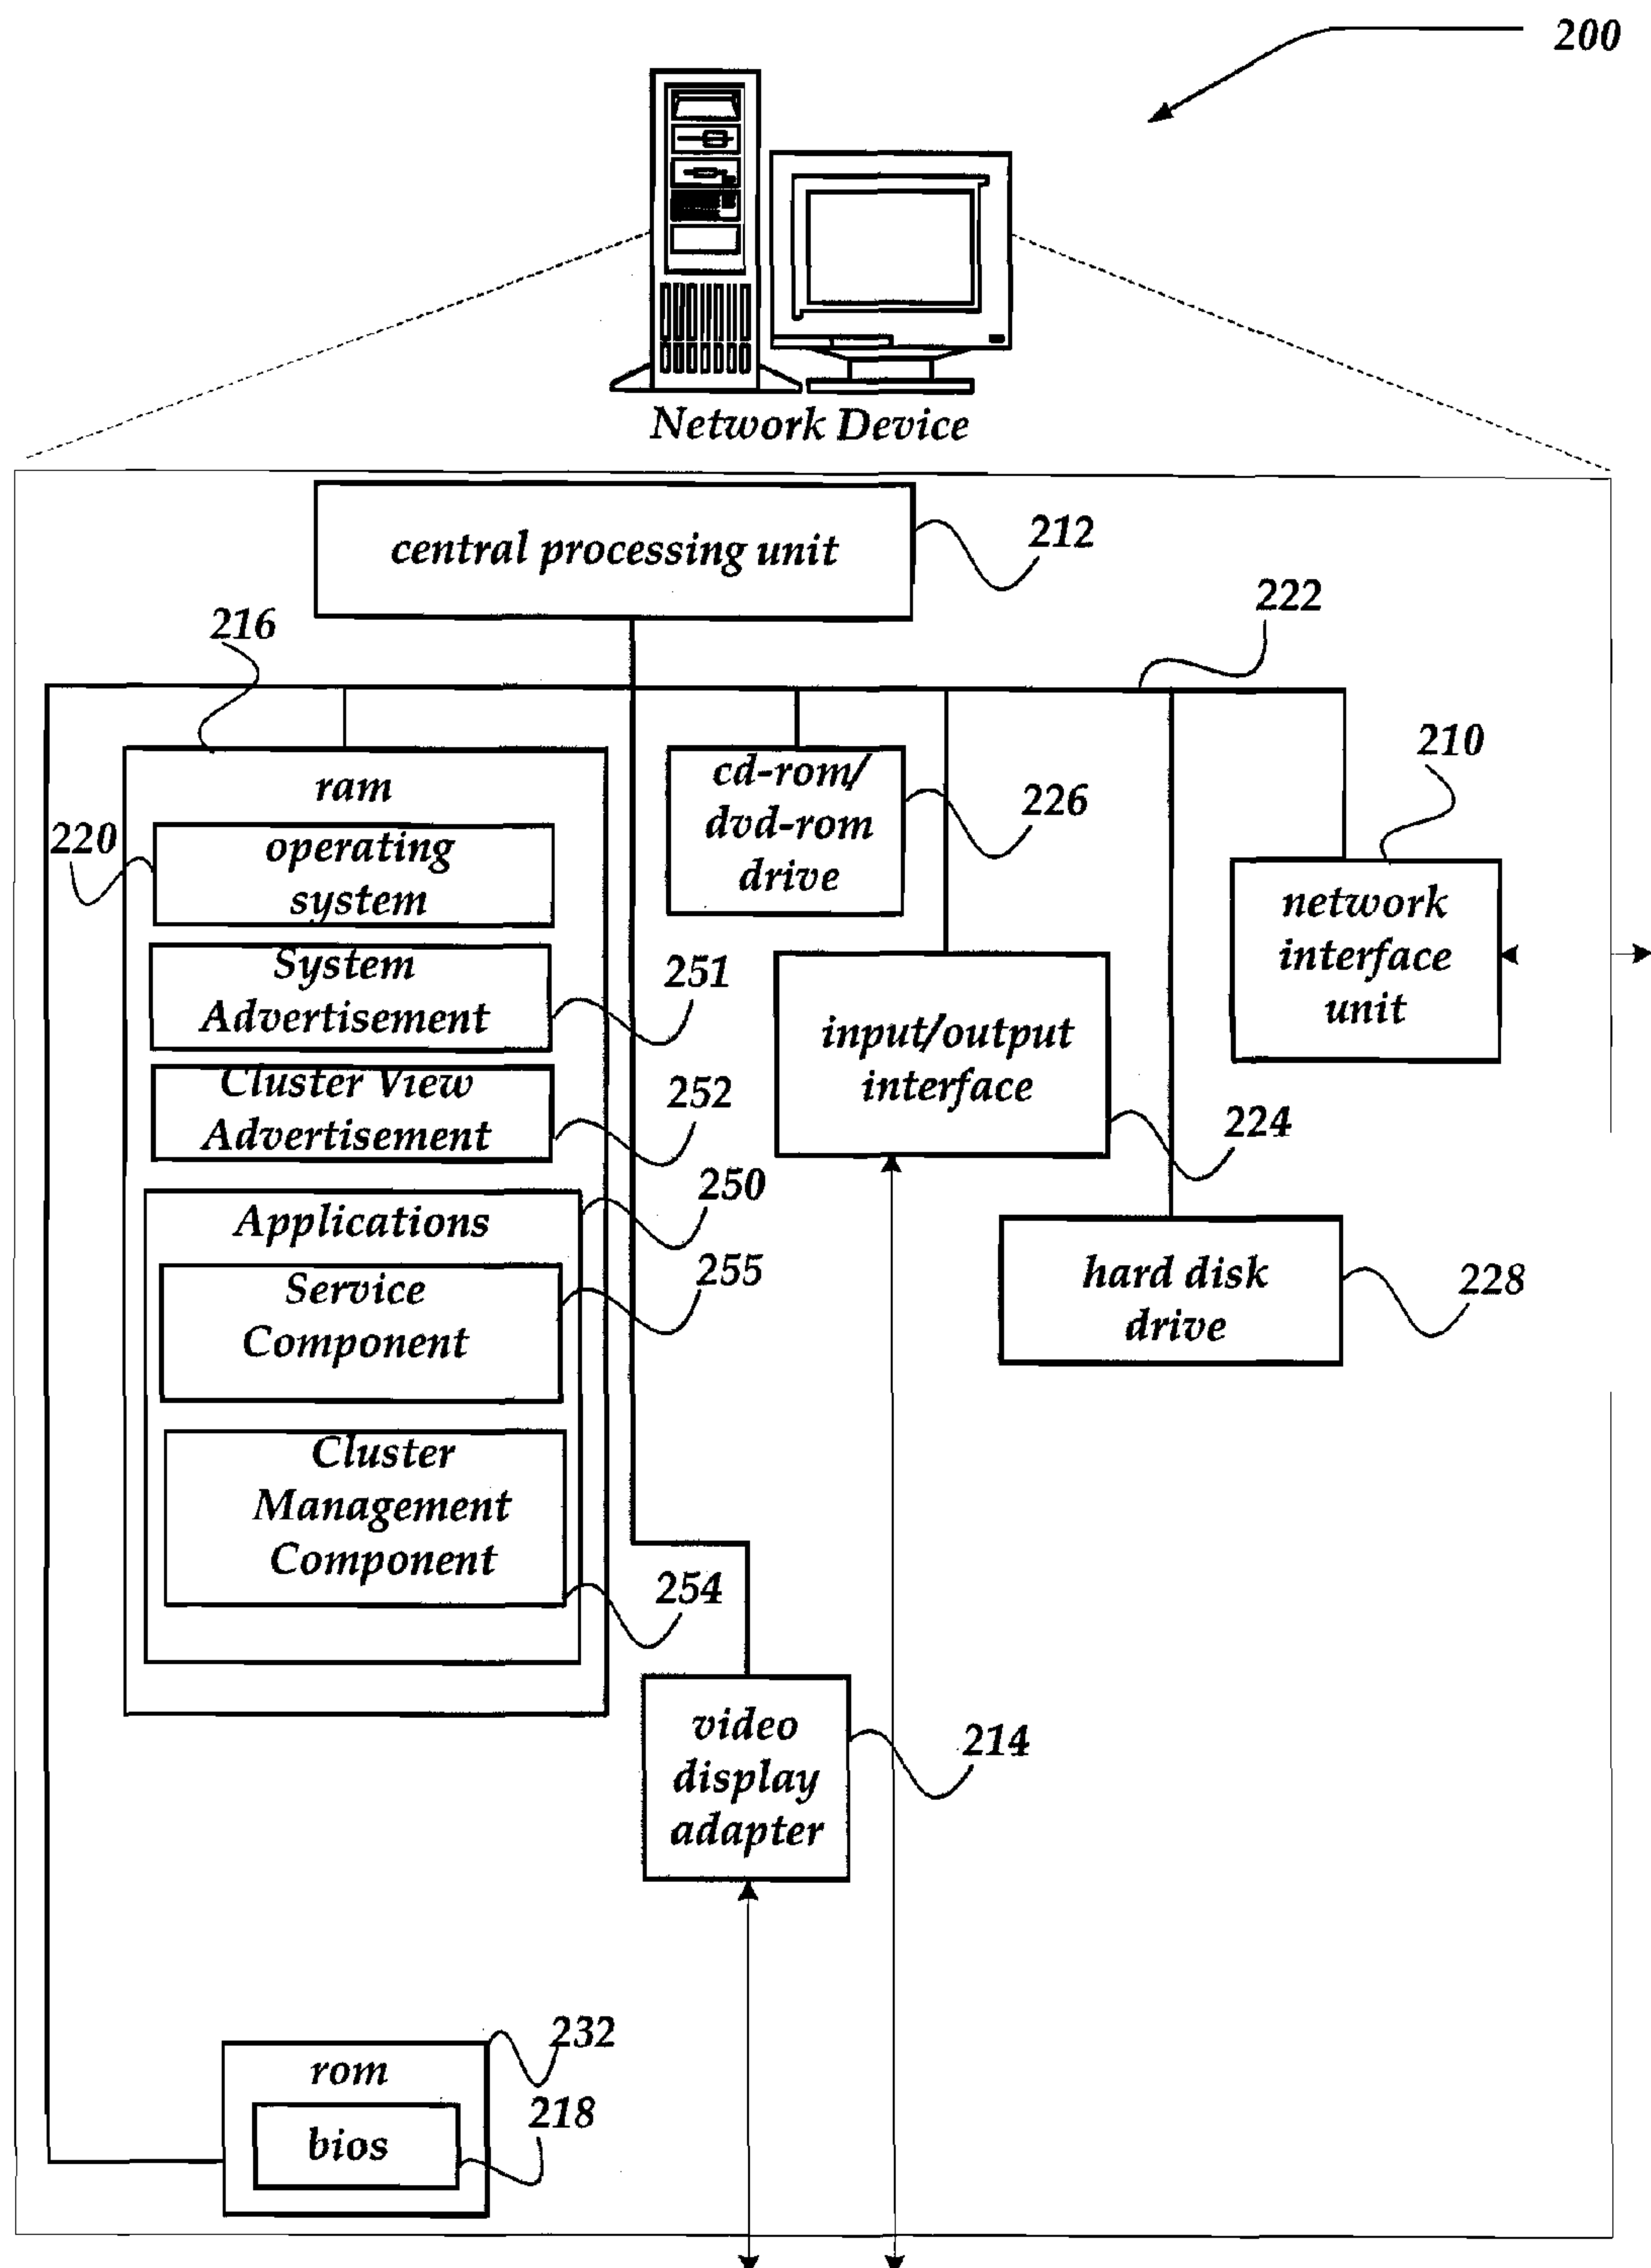 200
Network Device
central processing unit
212
222
216
210
ram
cd-rom/
dvd-rom
drive
226
220
operating
system
network
interface
unit
System
Advertisement
251
input/output
interface
Cluster View
Advertisement
252
224
250
Applications
255
Service
Component
hard disk
drive
228
Cluster
Management
Component
254
video
display
adapter
214
232
rom
218
bios